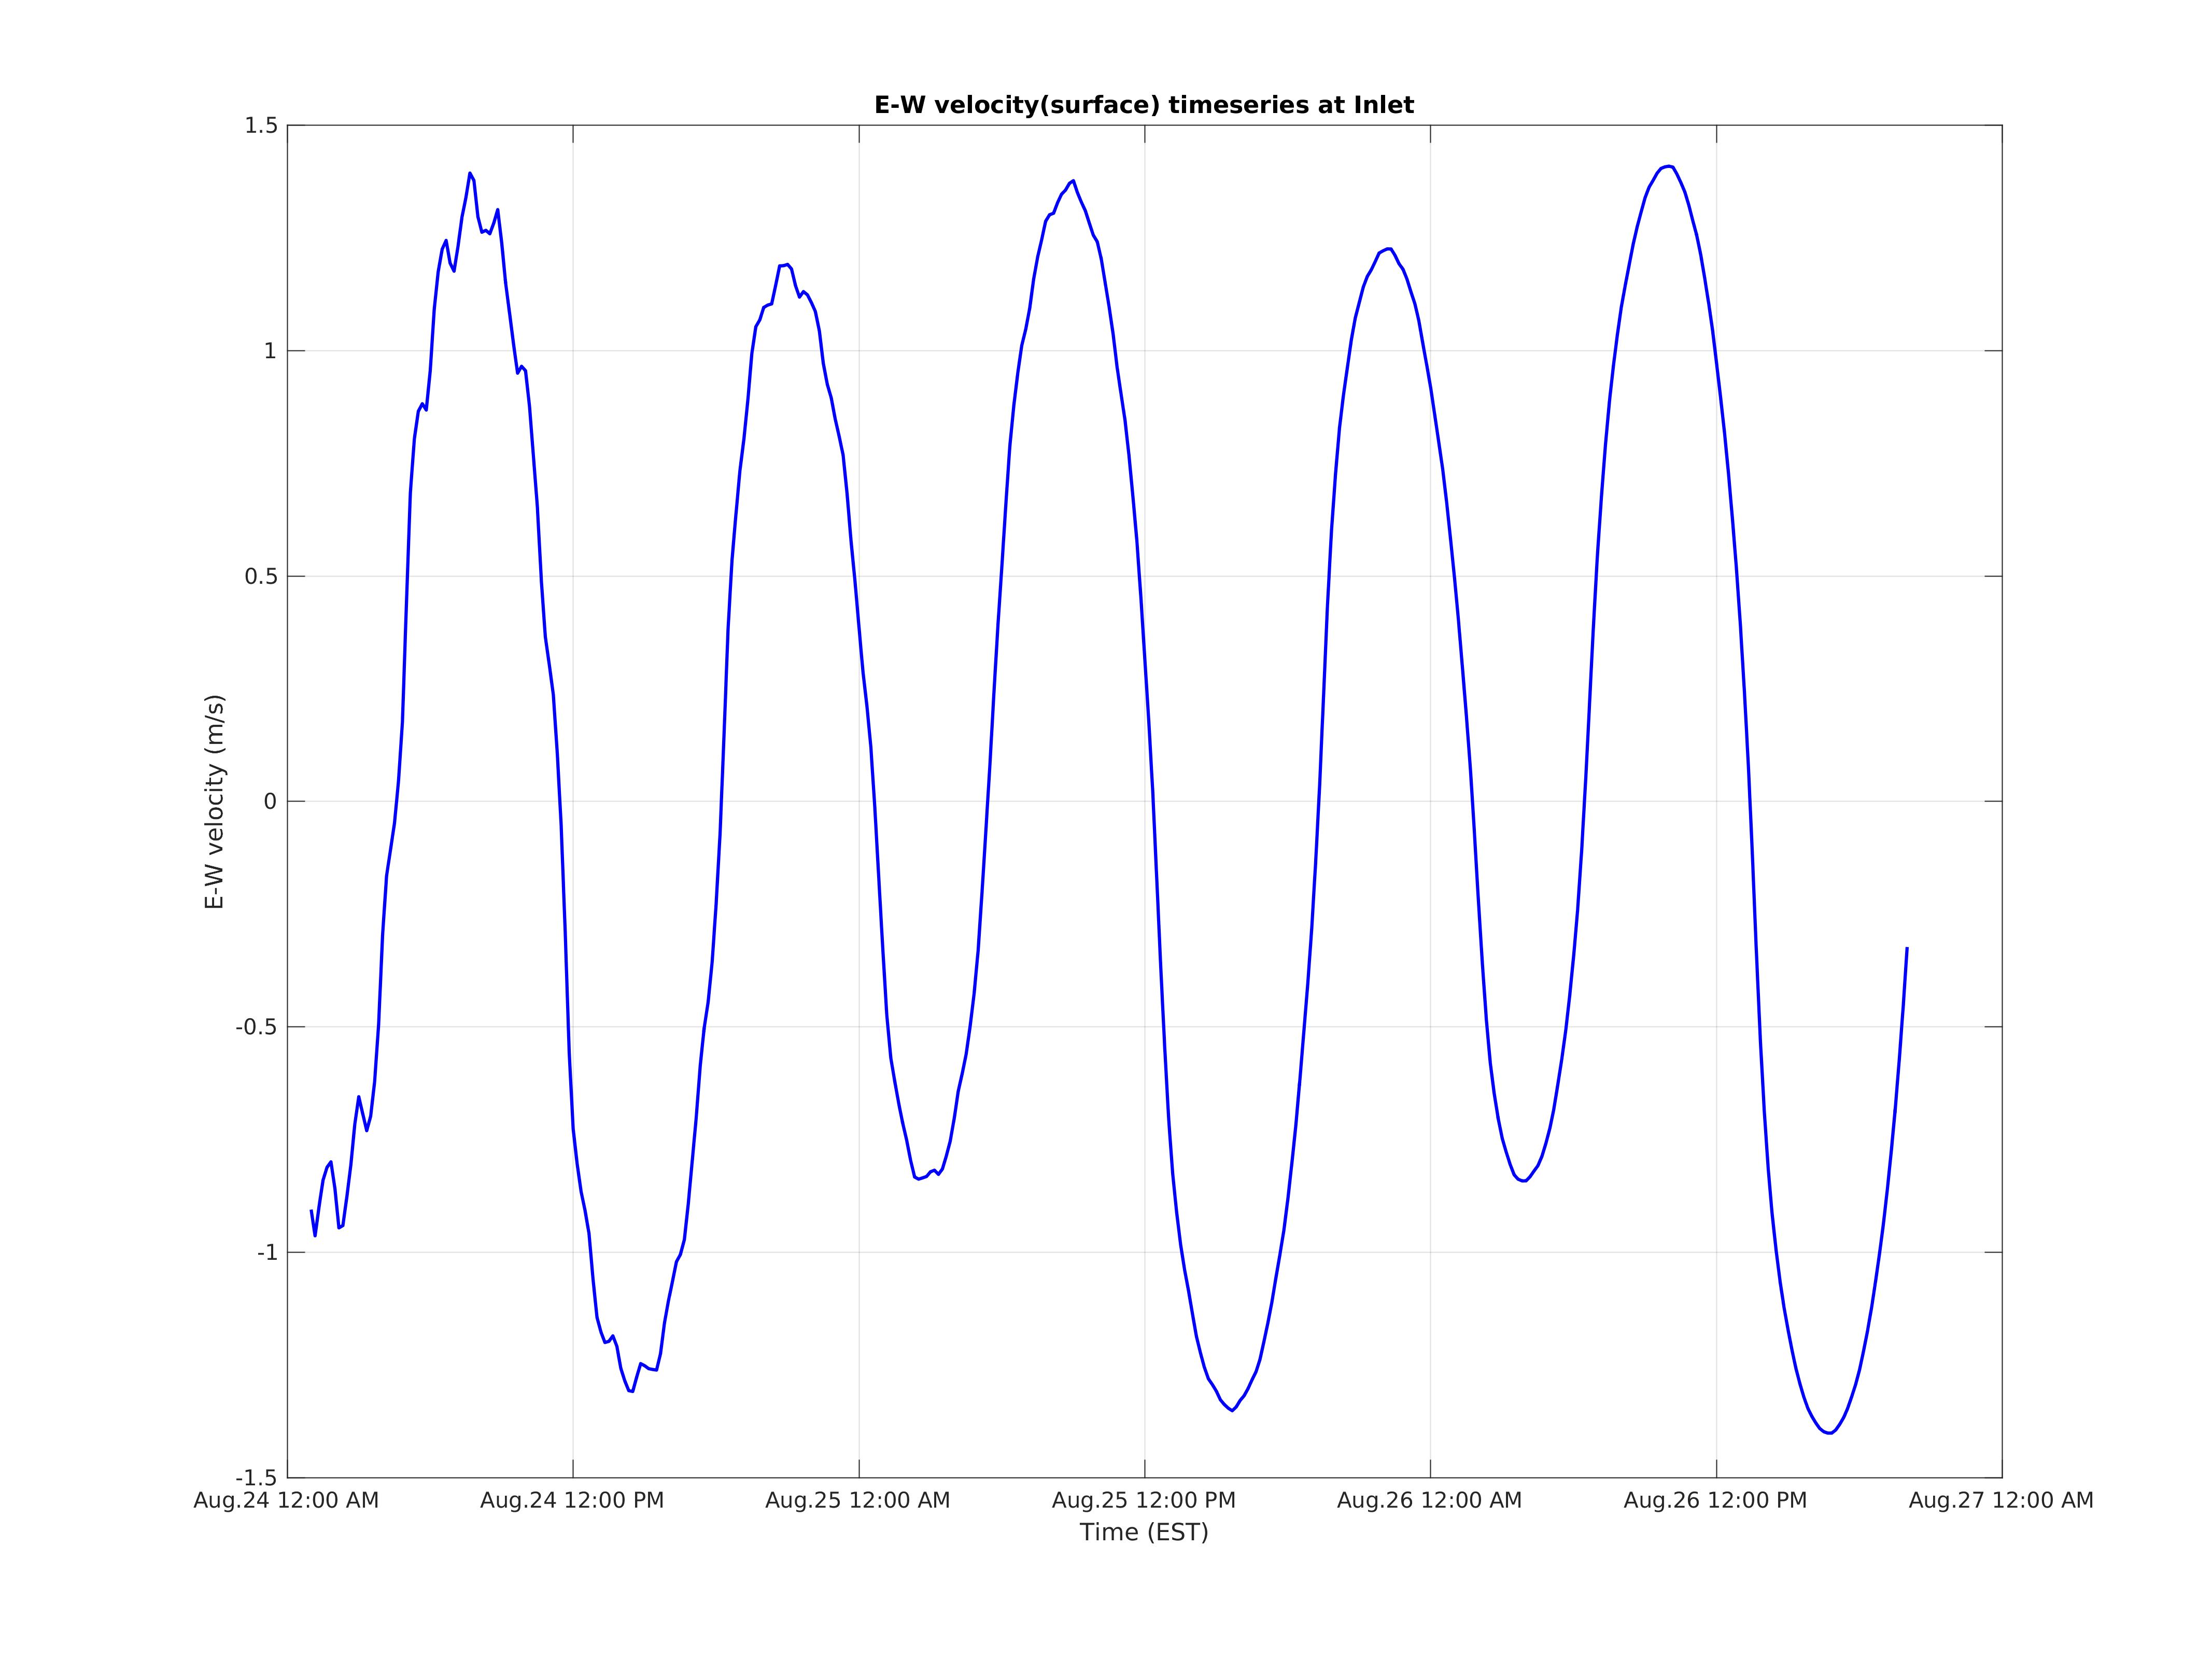 E-W velocity(surface) timeseries at Inlet
1.5
1
0.5
0
-0.5
-1
-1.5
E-W velocity (m/s)
Aug.24 12:00 AM Aug.24 12:00 PM Aug.25 12:00 AM Aug.25 12:00 PM Aug.26 12:00 AM Aug.26 12:00 PM Aug.27 12:00 AM
Time (EST)